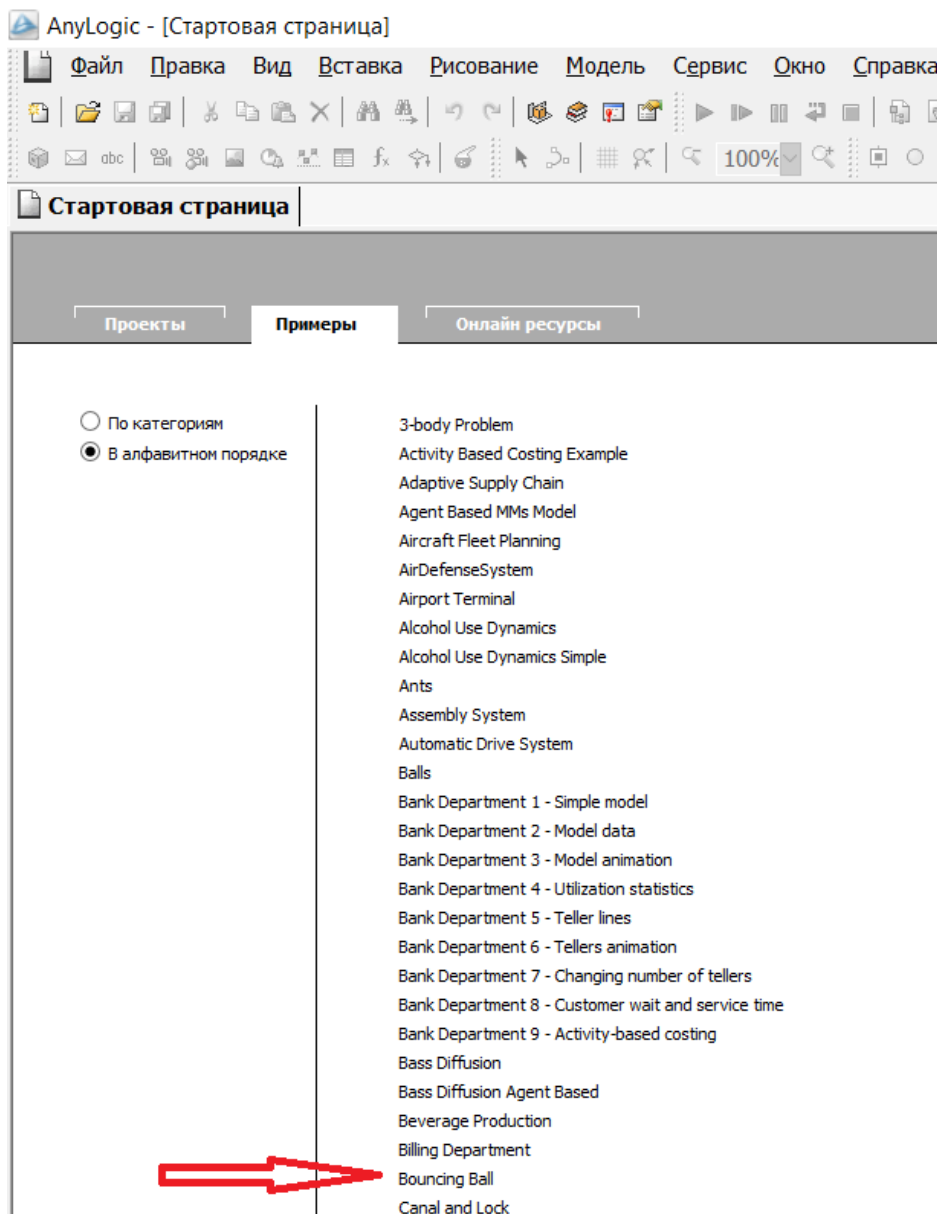 AnyLogic - [Стартовая страница]
Файл Правка Вид Вставка Рисование Модель Сервис Окно Справка
abc 100%
Стартовая страница
Проекты Примеры Онлайн ресурсы
По категориям
В алфавитном порядке
3-body Problem
Activity Based Costing Example
Adaptive Supply Chain
Agent Based MMs Model
Aircraft Fleet Planning
AirDefenseSystem
Airport Terminal
Alcohol Use Dynamics
Alcohol Use Dynamics Simple
Ants
Assembly System
Automatic Drive System
Balls
Bank Department 1 - Simple model
Bank Department 2 - Model data
Bank Department 3 - Model animation
Bank Department 4 - Utilization statistics
Bank Department 5 - Teller lines
Bank Department 6 - Tellers animation
Bank Department 7 - Changing number of tellers
Bank Department 8 - Customer wait and service time
Bank Department 9 - Activity-based costing
Bass Diffusion
Bass Diffusion Agent Based
Beverage Production
Billing Department
Bouncing Ball
Canal and Lock